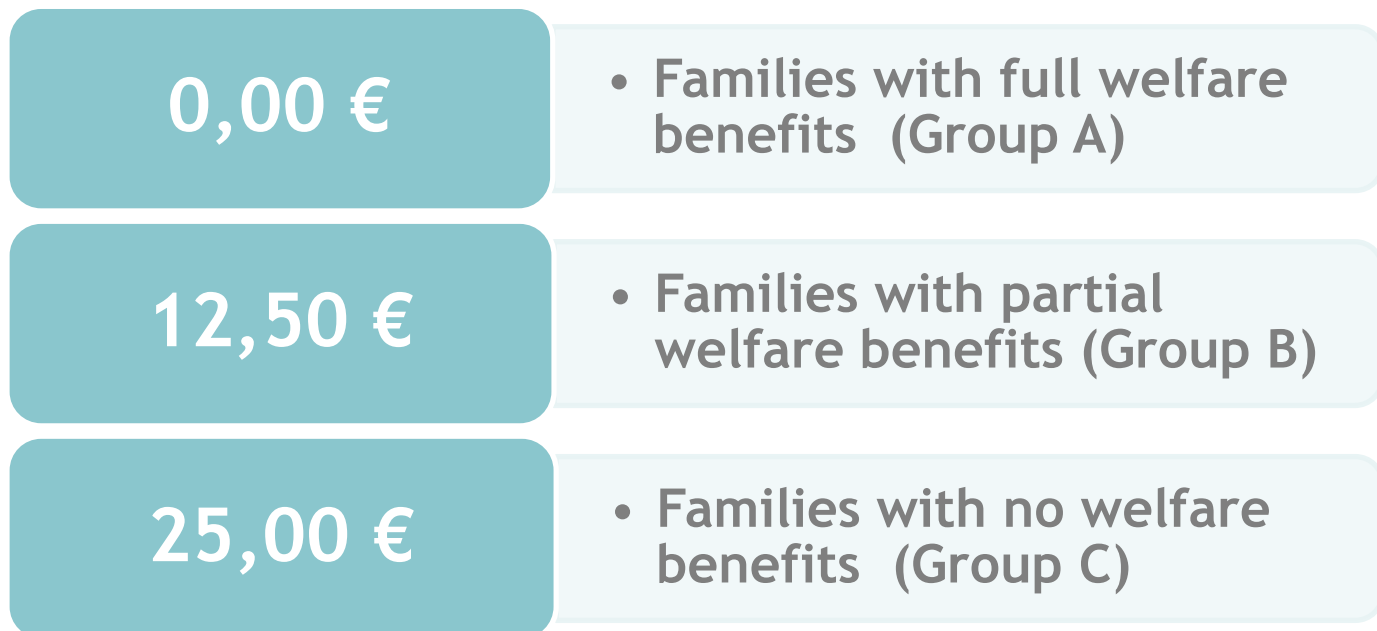 0,00 €
• Families with full welfare
benefits  (Group A)
12,50 €
• Families with partial
welfare benefits (Group B)
25,00 €
• Families with no welfare
benefits  (Group C)